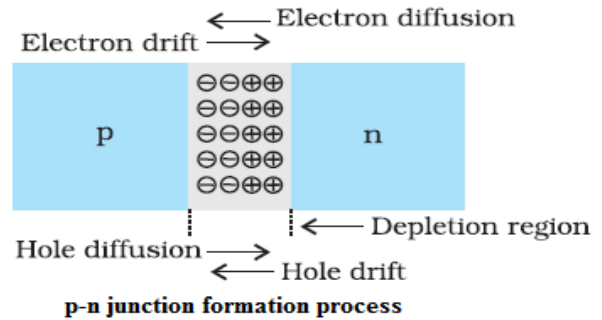 Electron diffusion
Electron drift
⊖⊖⊕⊕
⊖⊖⊕⊕
p ⊖⊖⊕⊕ n
⊖⊖⊕⊕
⊖⊖⊕⊕
Depletion region
Hole diffusion
Hole drift
p-n junction formation process